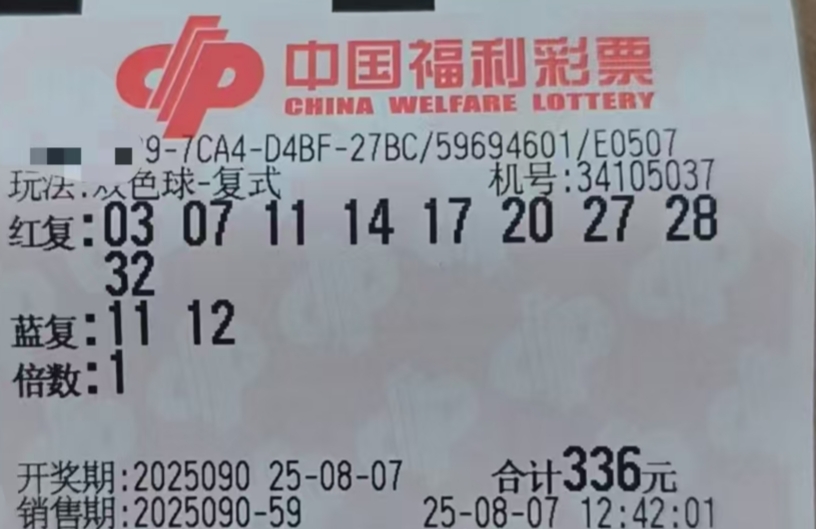 中国福利彩票
CHINA WELFARE LOTTERY
9-7CA4-D4BF-27BC/59694601/E0507
玩法:双色球-复式 机号:34105037
红复:03 07 11 14 17 20 27 28
32
蓝复:11 12
倍数:1
开奖期:2025090 25-08-07 合计336元
销售期:2025090-59 25-08-07 12:42:01